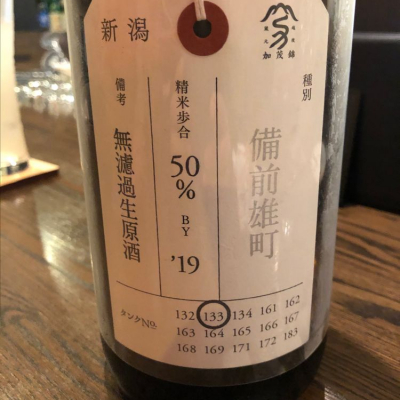 新潟
加茂錦
種別
備前雄町
精米歩合
50%
BY
'19
備考
無濾過生原酒
タンクNo.
132 133 134 161 162
163 164 165 166 167
168 169 171 172 183